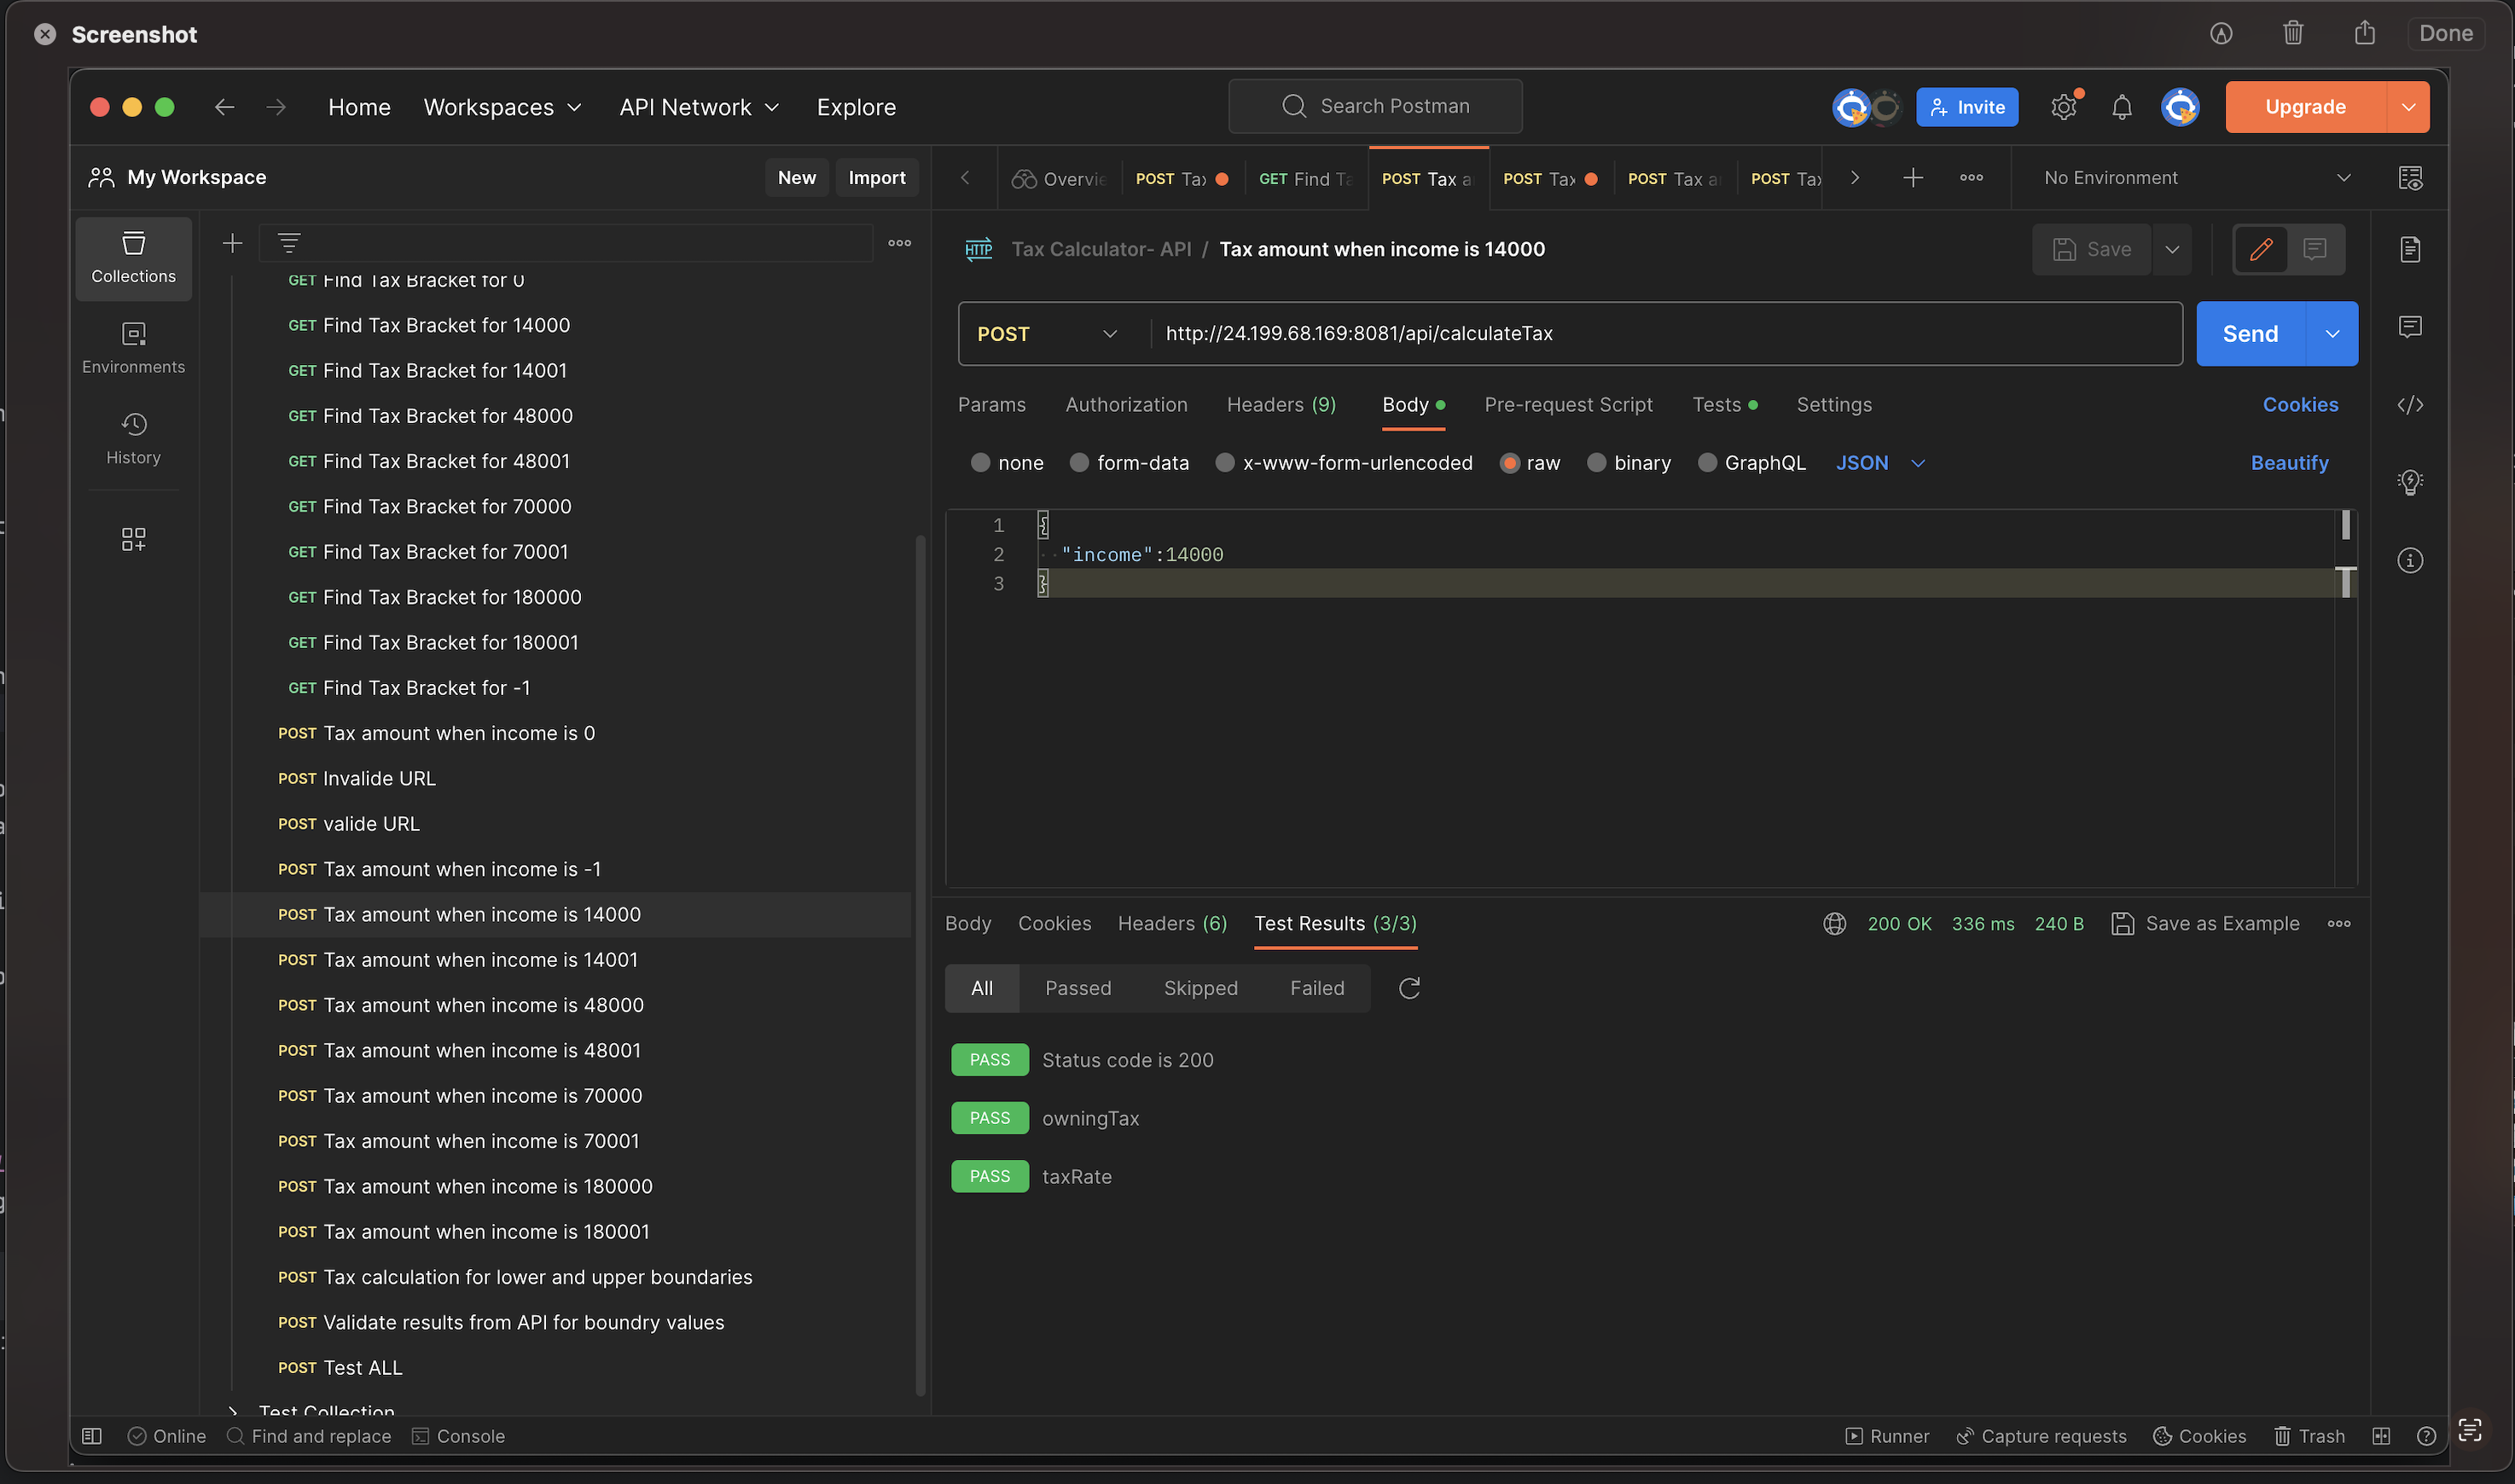 Screenshot
Done
Home Workspaces API Network Explore
Search Postman
Invite
Upgrade
My Workspace
New Import
Overvie
POST Tax
GET Find Ta
POST Tax a
POST Tax
POST Tax a
POST Tax
No Environment
Collections
Environments
History
GET Find Tax Bracket for 0
GET Find Tax Bracket for 14000
GET Find Tax Bracket for 14001
GET Find Tax Bracket for 48000
GET Find Tax Bracket for 48001
GET Find Tax Bracket for 70000
GET Find Tax Bracket for 70001
GET Find Tax Bracket for 180000
GET Find Tax Bracket for 180001
GET Find Tax Bracket for -1
POST Tax amount when income is 0
POST Invalide URL
POST valide URL
POST Tax amount when income is -1
POST Tax amount when income is 14000
POST Tax amount when income is 14001
POST Tax amount when income is 48000
POST Tax amount when income is 48001
POST Tax amount when income is 70000
POST Tax amount when income is 70001
POST Tax amount when income is 180000
POST Tax amount when income is 180001
POST Tax calculation for lower and upper boundaries
POST Validate results from API for boundry values
POST Test ALL
Test Collection
HTTP Tax Calculator- API / Tax amount when income is 14000
Save
POST http://24.199.68.169:8081/api/calculateTax
Send
Params Authorization Headers (9) Body Pre-request Script Tests Settings
Cookies
none form-data x-www-form-urlencoded raw binary GraphQL JSON
Beautify
1 {
2 "income":14000
3 }
Body Cookies Headers (6) Test Results (3/3)
200 OK 336 ms 240 B Save as Example
All Passed Skipped Failed
PASS Status code is 200
PASS owningTax
PASS taxRate
Online Find and replace Console
Runner Capture requests Cookies Trash